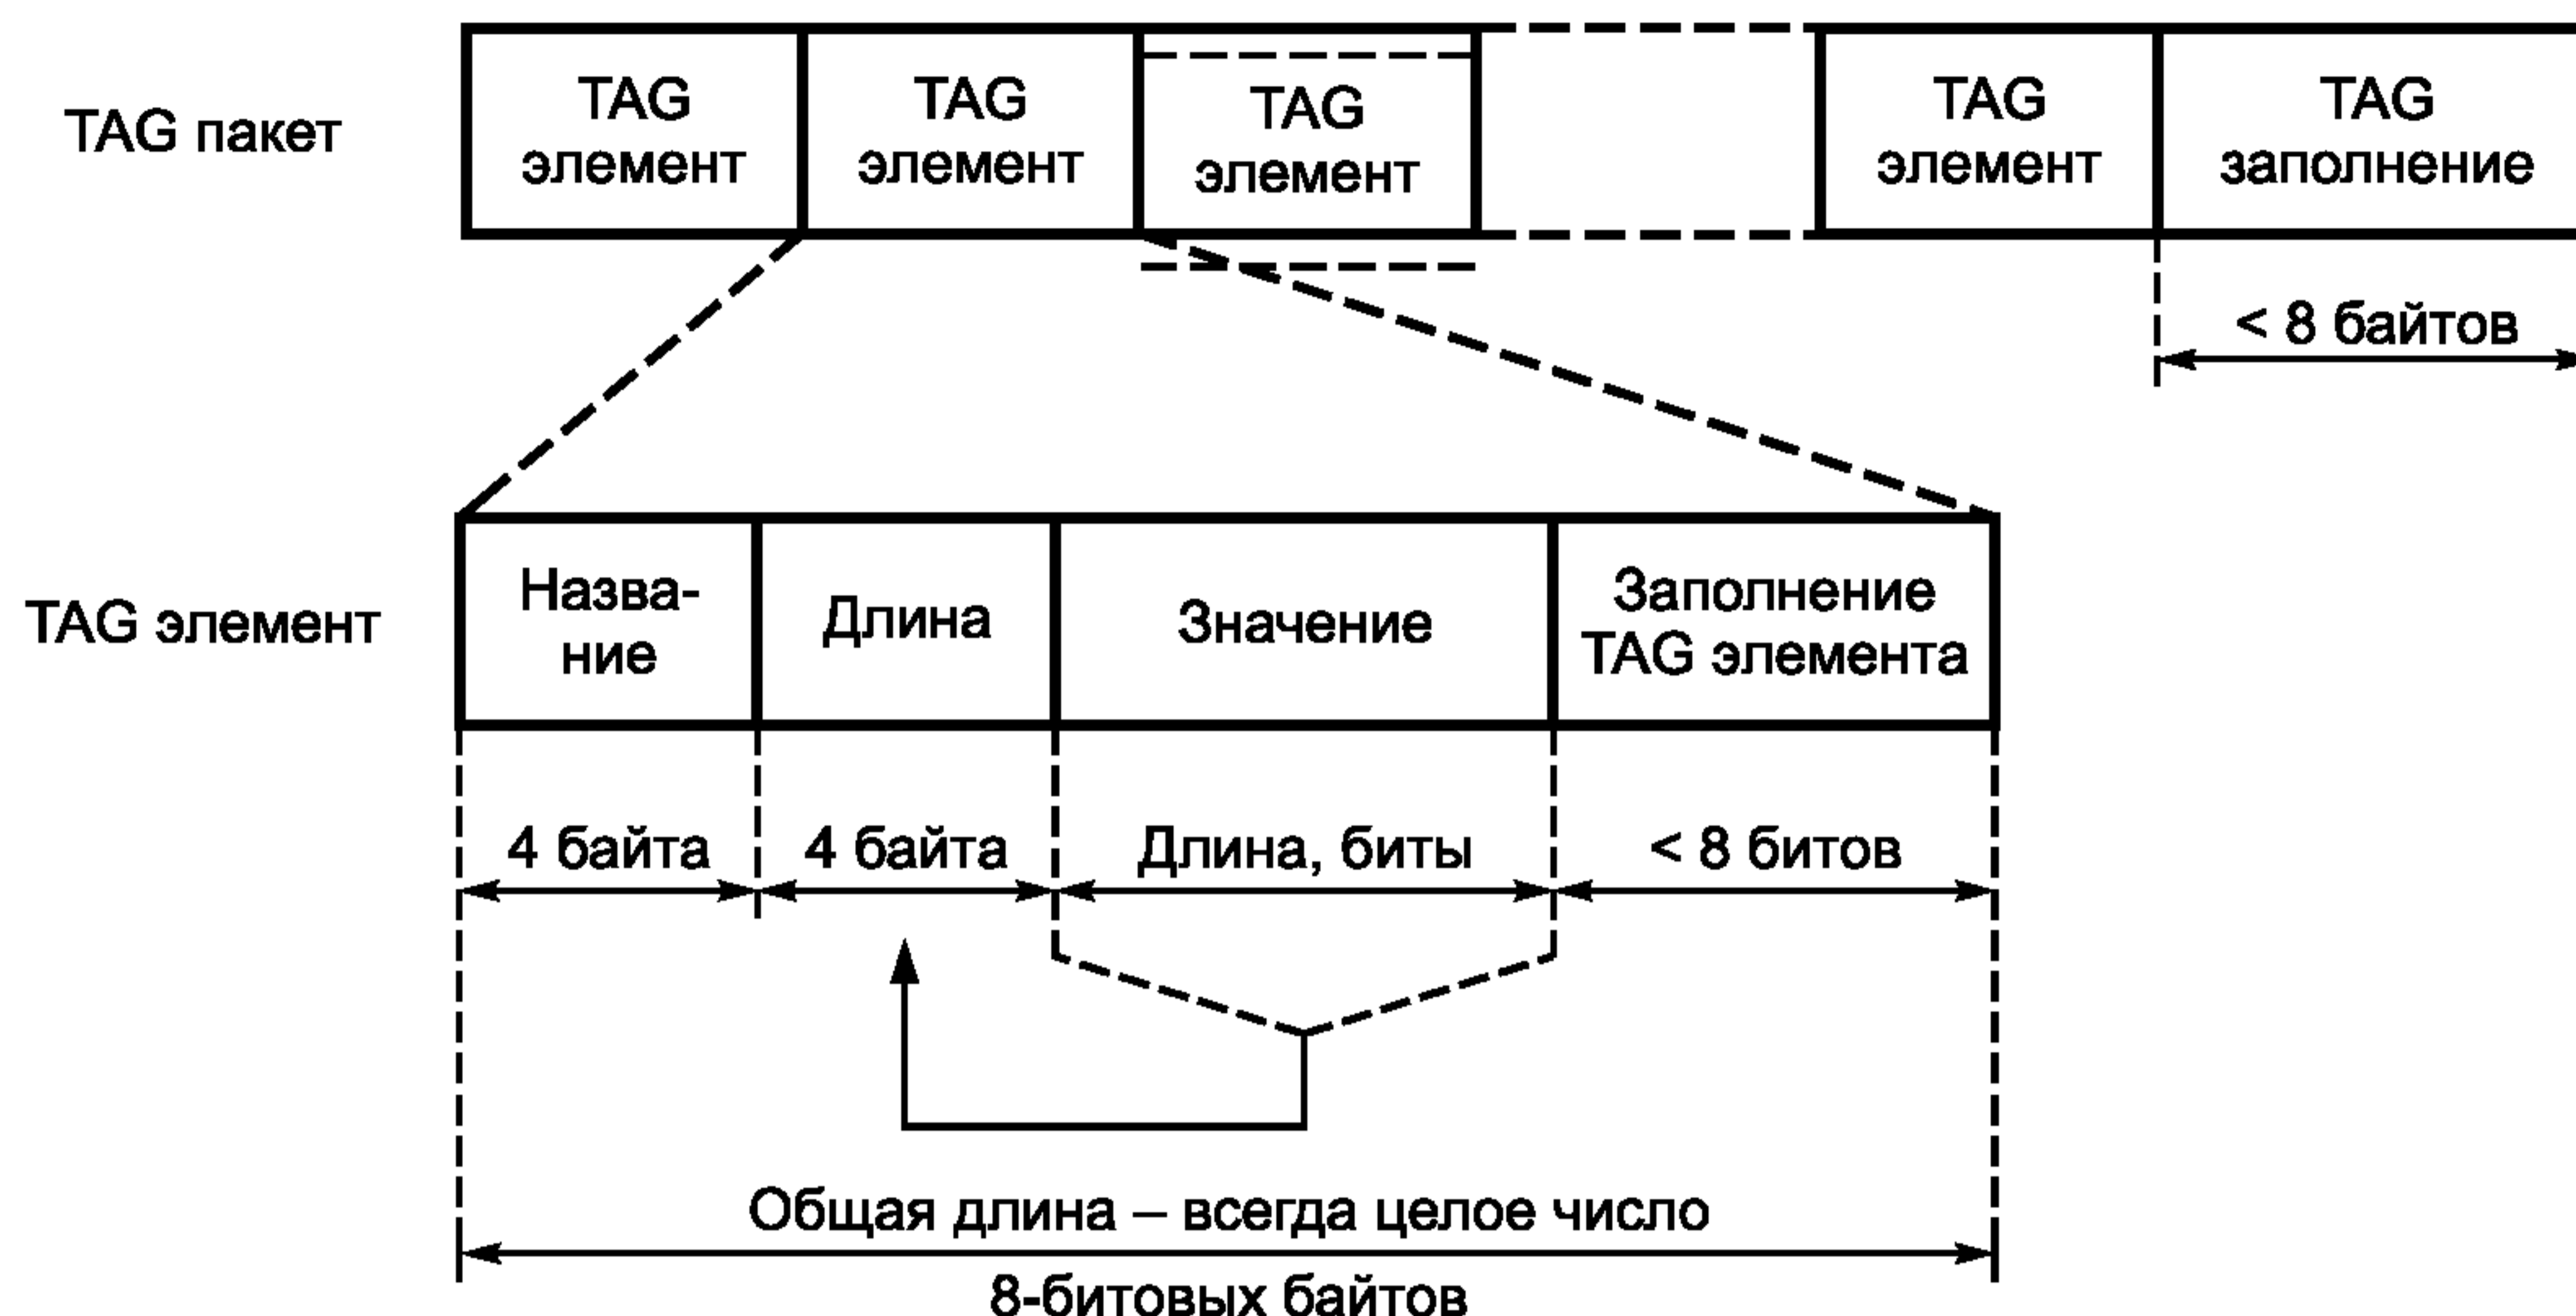 TAG пакет
TAG
элемент
TAG
элемент
TAG
элемент
TAG
элемент
TAG
заполнение
< 8 байтов
TAG элемент
Назва-
ние
Длина
Значение
Заполнение
TAG элемента
4 байта
4 байта
Длина, биты
< 8 битов
Общая длина – всегда целое число
8-битовых байтов